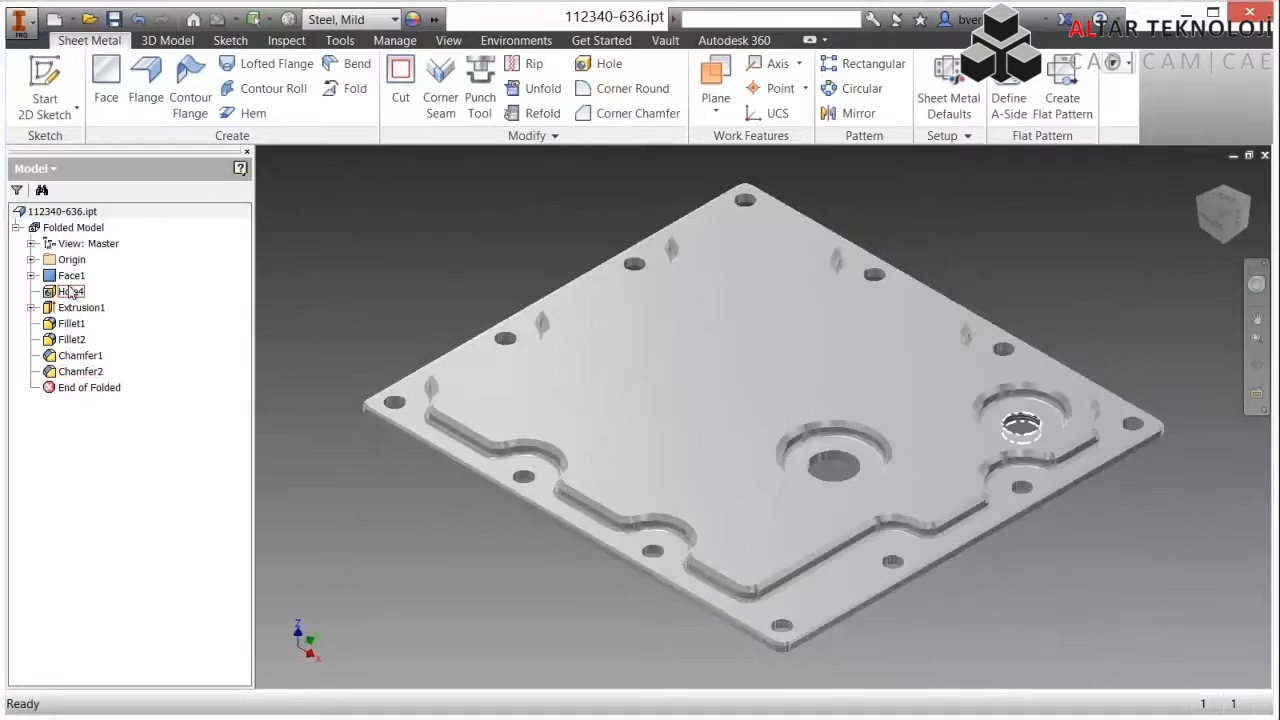 Steel, Mild
112340-636.ipt
ALTAR TEKNOLOJİ
CAD | CAM | CAE
PRO
Sheet Metal 3D Model Sketch Inspect Tools Manage View Environments Get Started Vault Autodesk 360
Start
2D Sketch
Face
Flange
Contour
Flange
Lofted Flange
Contour Roll
Hem
Bend
Fold
Cut
Corner
Seam
Punch
Tool
Rip
Unfold
Refold
Hole
Corner Round
Corner Chamfer
Plane
Axis
Point
UCS
Rectangular
Circular
Mirror
Sheet Metal
Defaults
Define
A-Side
Create
Flat Pattern
Sketch Create Modify Work Features Pattern Setup Flat Pattern
Model
112340-636.ipt
Folded Model
View: Master
Origin
Face1
Extrusion1
Fillet1
Fillet2
Chamfer1
Chamfer2
End of Folded
Z
X
Ready 1 1